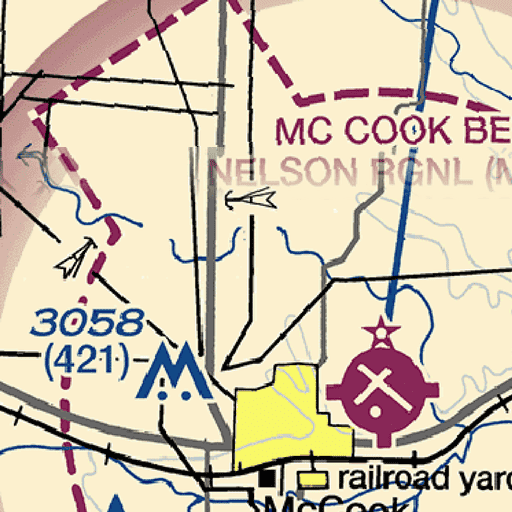 MC COOK BE
NELSON RGNL (M
3058
(421)
railroad yard
McCook